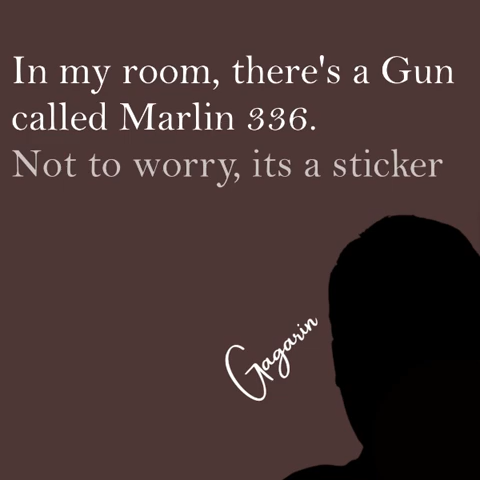 In my room, there's a Gun
called Marlin 336.
Not to worry, its a sticker
Gagarin